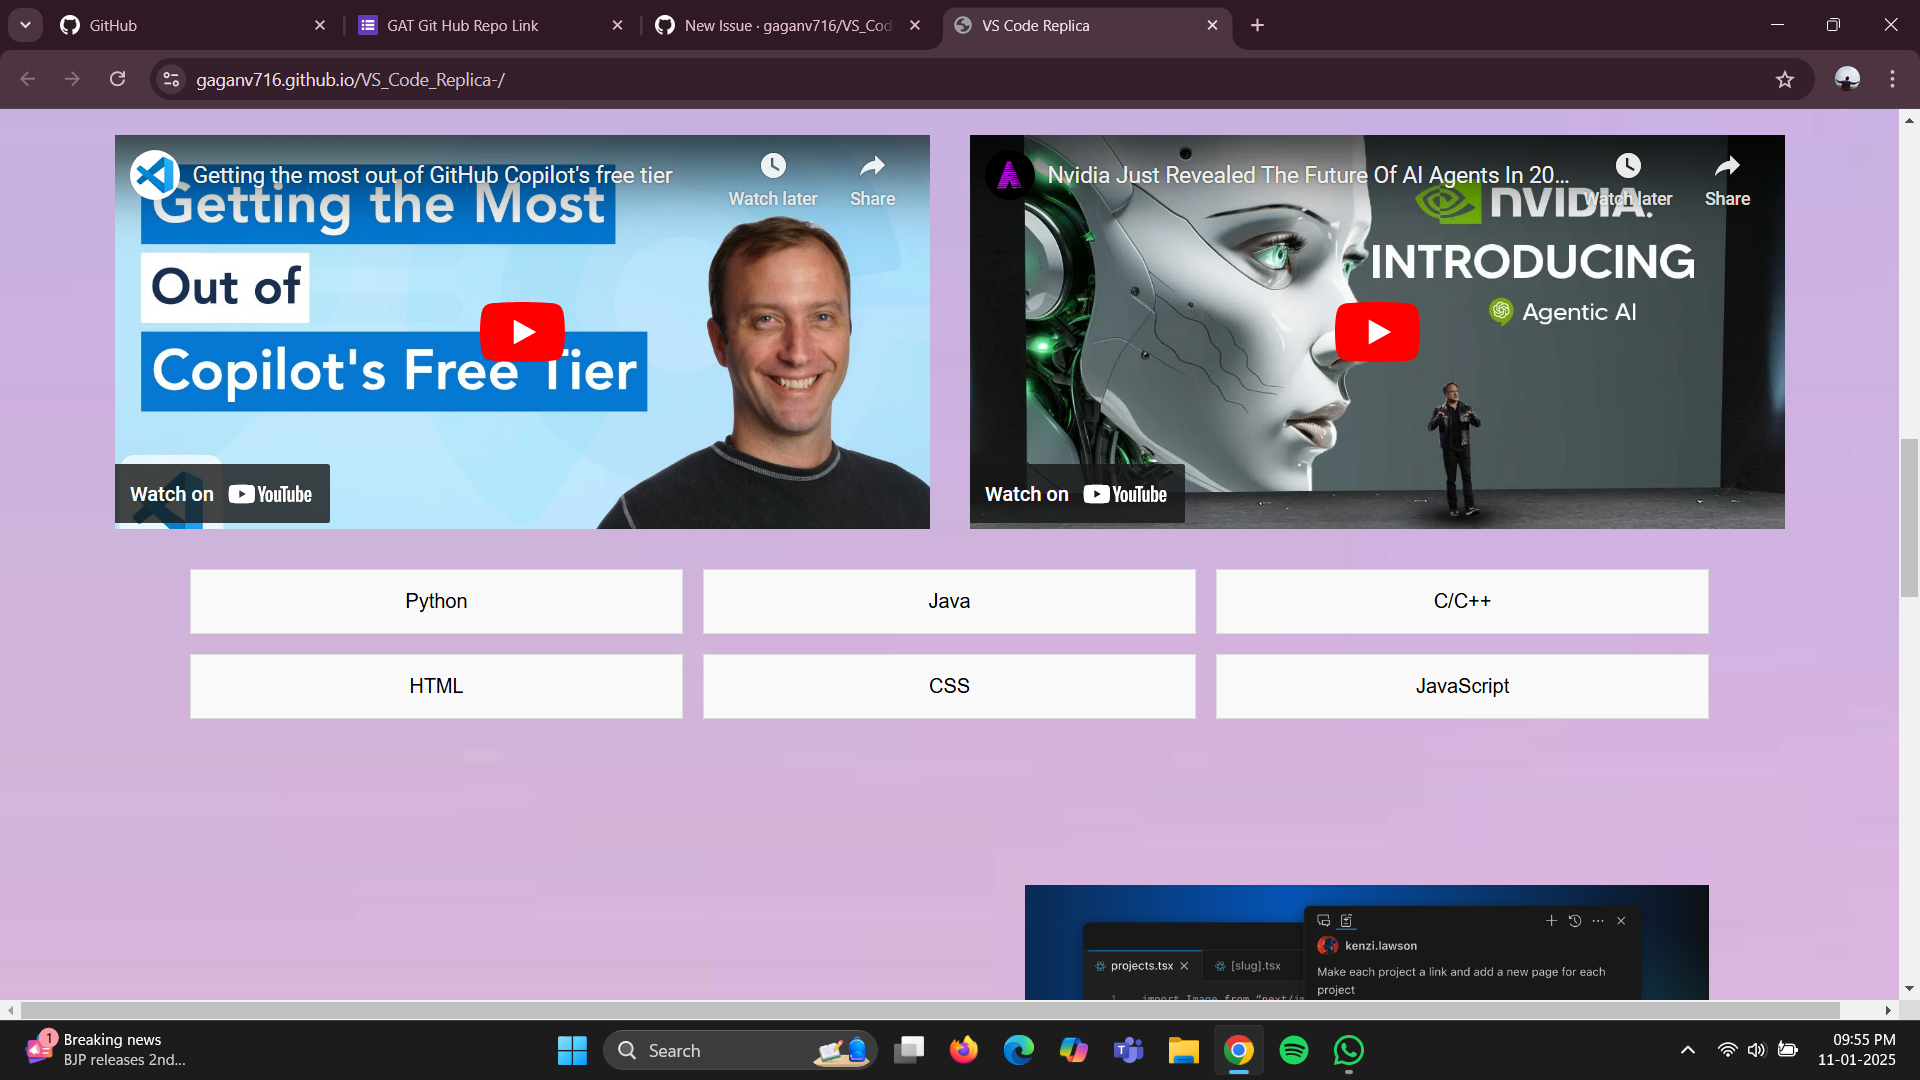 GitHub
GAT Git Hub Repo Link
New Issue · gaganv716/VS_Cod
VS Code Replica
gaganv716.github.io/VS_Code_Replica-/
Getting the most out of GitHub Copilot's free tier
Watch later
Share
Getting the Most
Out of
Copilot's Free Tier
Watch on YouTube
Nvidia Just Revealed The Future Of AI Agents In 20...
Watch later
Share
NVIDIA.
INTRODUCING
Agentic AI
Watch on YouTube
Python
Java
C/C++
HTML
CSS
JavaScript
kenzi.lawson
projects.tsx
[slug].tsx
Make each project a link and add a new page for each
project
1 import Image from "next/im
1
Breaking news
BJP releases 2nd...
Search
09:55 PM
11-01-2025